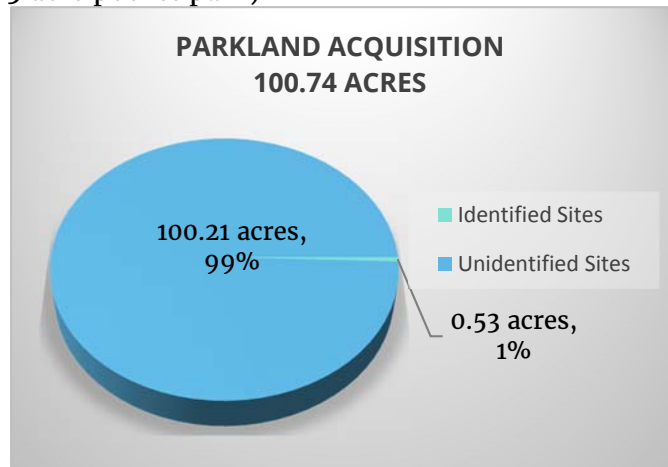 PARKLAND ACQUISITION
100.74 ACRES
100.21 acres,
99%
Identified Sites
Unidentified Sites
0.53 acres,
1%